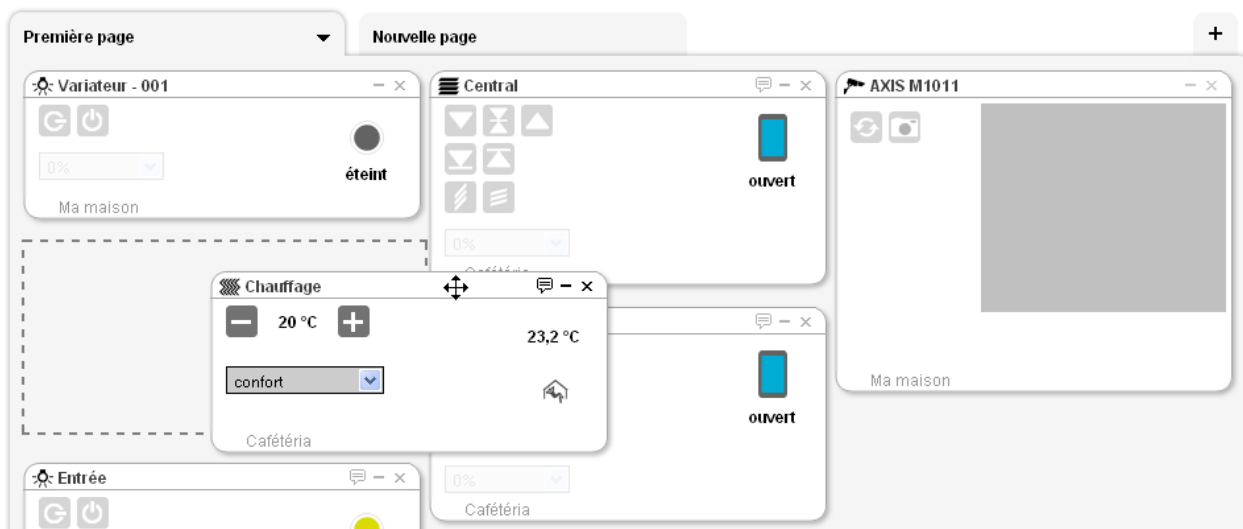 Première page
Nouvelle page
+
Variateur - 001
0%
éteint
Ma maison
Central
ouvert
0%
Cafétéria
AXIS M1011
Ma maison
Chauffage
20 °C
23,2 °C
confort
Cafétéria
ouvert
0%
Cafétéria
Entrée